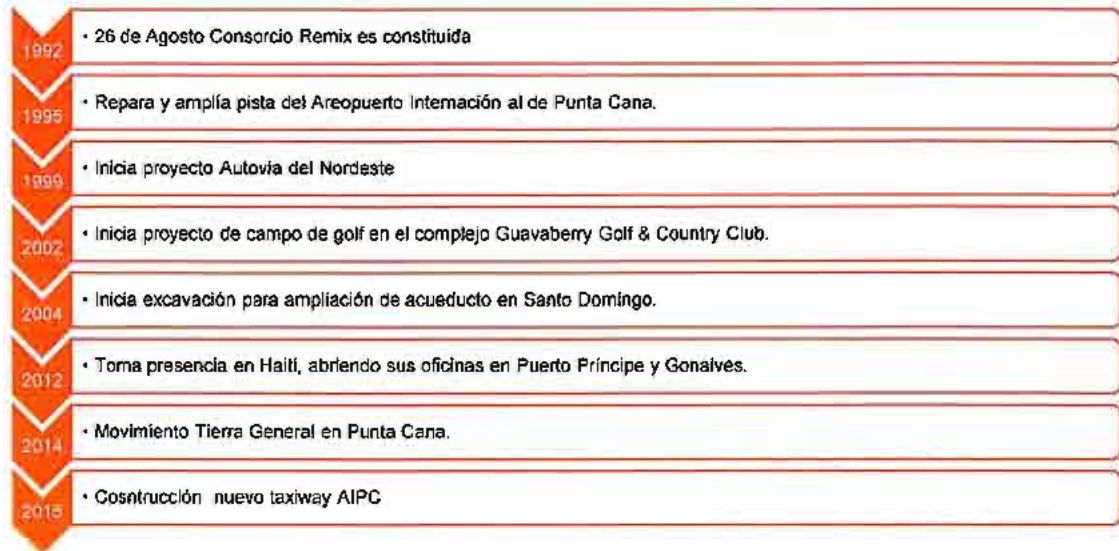 1992
• 26 de Agosto Consorcio Remix es constituída
1995
• Repara y amplía pista del Areopuerto Internación al de Punta Cana.
1999
• Inicia proyecto Autovía del Nordeste
2002
• Inicia proyecto de campo de golf en el complejo Guavaberry Golf & Country Club.
2004
• Inicia excavación para ampliación de acueducto en Santo Domingo.
2012
• Toma presencia en Haití, abriendo sus oficinas en Puerto Príncipe y Gonaives.
2014
• Movimiento Tierra General en Punta Cana.
• Cosntrucción nuevo taxiway AIPC